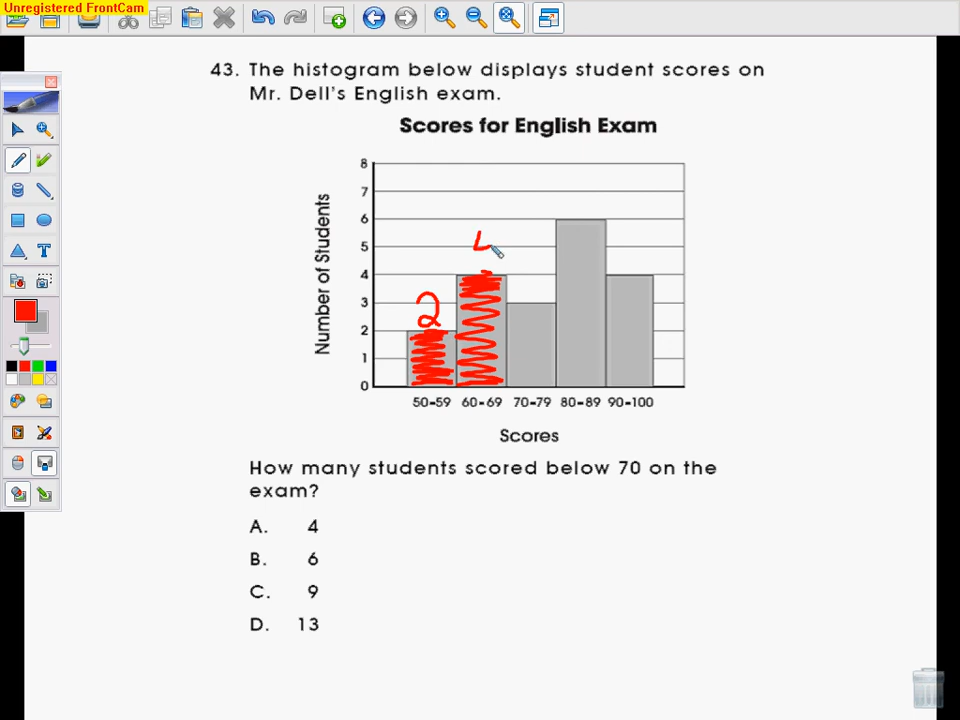 Unregistered FrontCam
43. The histogram below displays student scores on
Mr. Dell's English exam.
Scores for English Exam
Number of Students
8
7
6
5
4
3
2
1
0
2
4
50-59 60-69 70-79 80-89 90-100
Scores
How many students scored below 70 on the
exam?
A. 4
B. 6
C. 9
D. 13
T